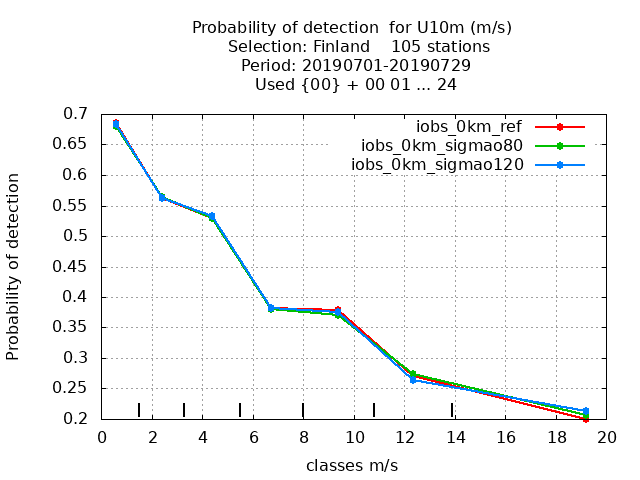 Probability of detection  for U10m (m/s)
Selection: Finland    105 stations
Period: 20190701-20190729
Used {00} + 00 01 ... 24
iobs_0km_ref
iobs_0km_sigmao80
iobs_0km_sigmao120
Probability of detection
0.7
0.65
0.6
0.55
0.5
0.45
0.4
0.35
0.3
0.25
0.2
0 2 4 6 8 10 12 14 16 18 20
classes m/s